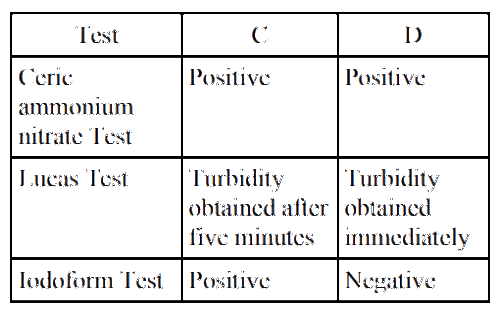 Test C D
Ceric Positive Positive
ammonium
nitrate Test
Lucas Test Turbidity Turbidity
obtained after obtained
five minutes immediately
Iodoform Test Positive Negative